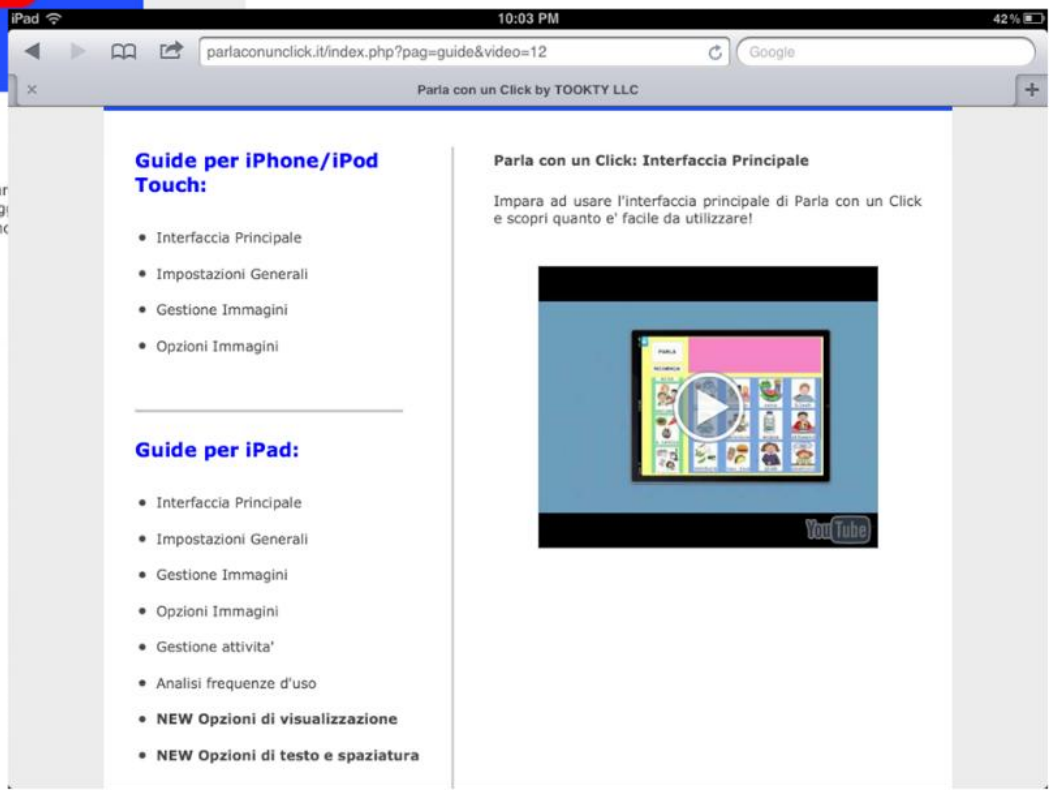 iPad
10:03 PM
42%
parlaconunclick.it/index.php?pag=guide&video=12
Google
Parla con un Click by TOOKTY LLC
Guide per iPhone/iPod
Touch:
• Interfaccia Principale
• Impostazioni Generali
• Gestione Immagini
• Opzioni Immagini
Guide per iPad:
• Interfaccia Principale
• Impostazioni Generali
• Gestione Immagini
• Opzioni Immagini
• Gestione attivita'
• Analisi frequenze d'uso
• NEW Opzioni di visualizzazione
• NEW Opzioni di testo e spaziatura
Parla con un Click: Interfaccia Principale
Impara ad usare l'interfaccia principale di Parla con un Click
e scopri quanto e' facile da utilizzare!
PARLA
YouTube